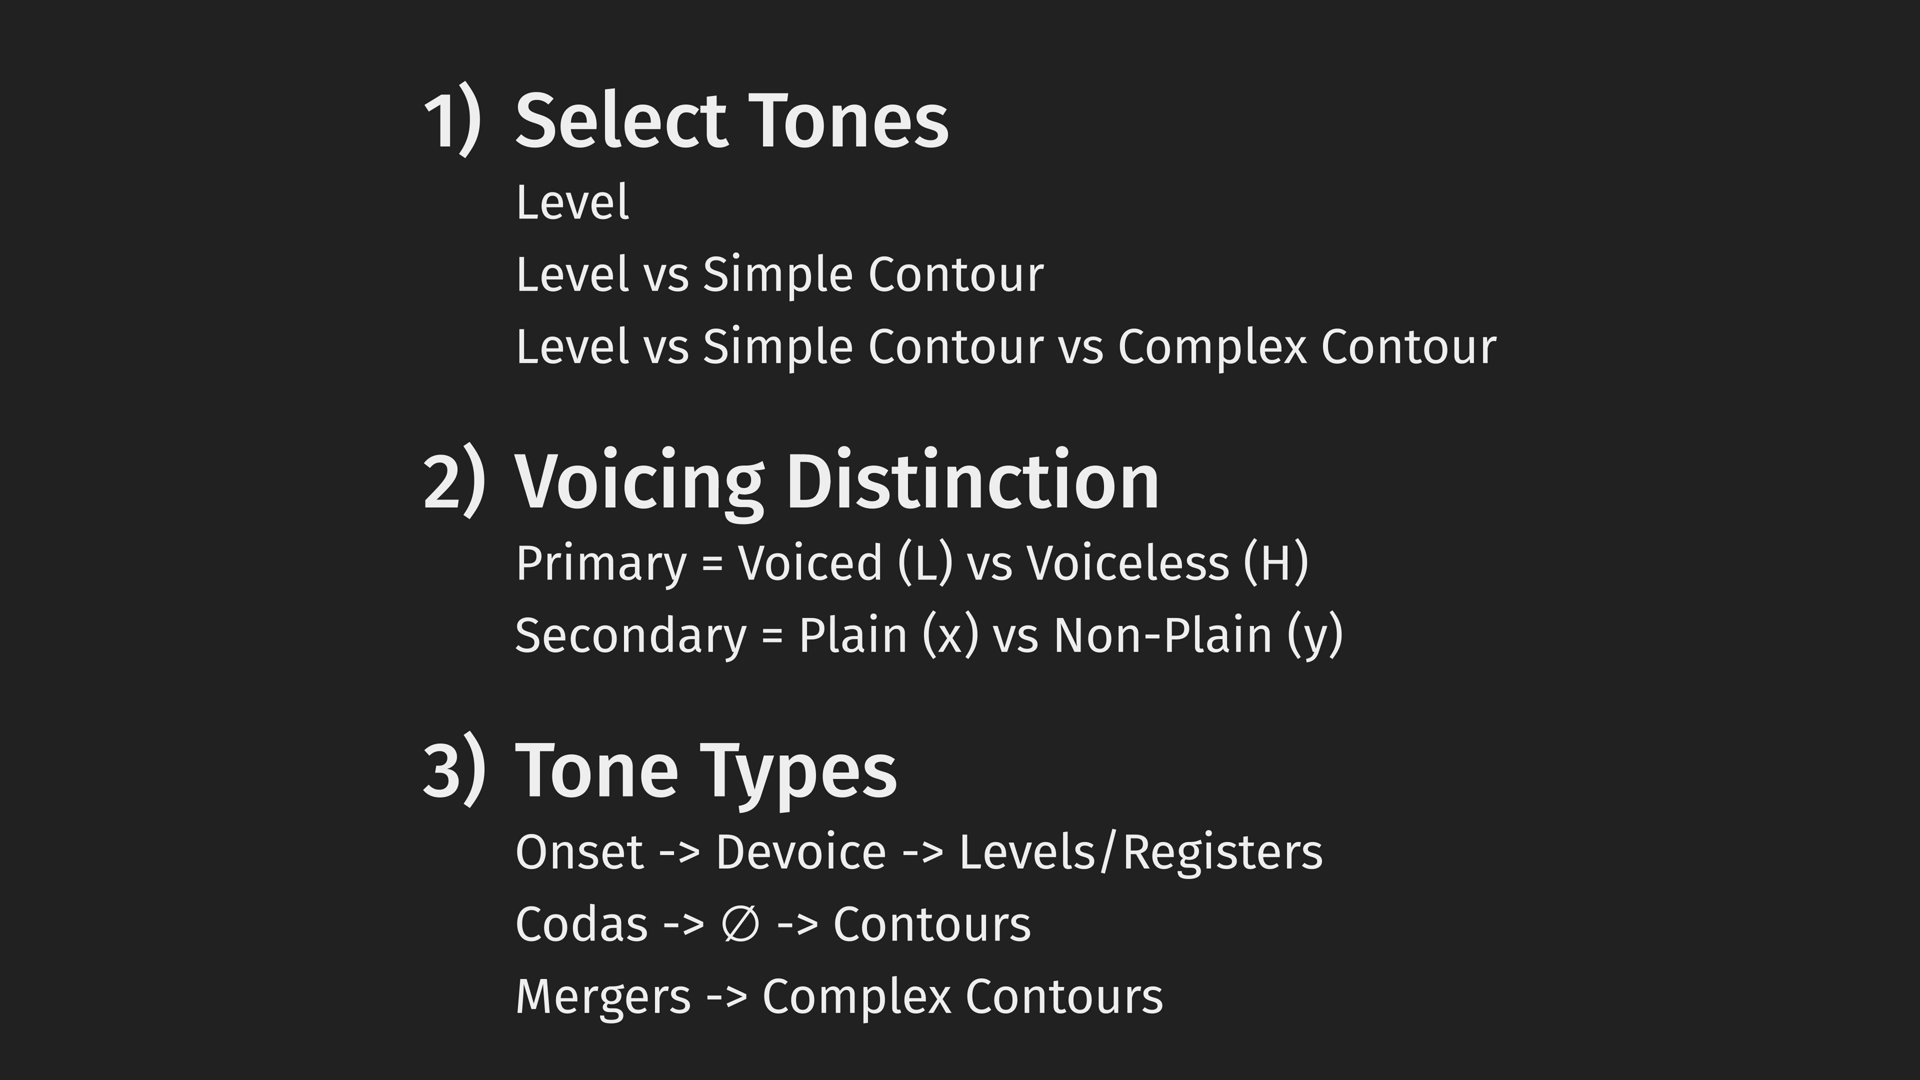 1) Select Tones
Level
Level vs Simple Contour
Level vs Simple Contour vs Complex Contour
2) Voicing Distinction
Primary = Voiced (L) vs Voiceless (H)
Secondary = Plain (x) vs Non-Plain (y)
3) Tone Types
Onset -> Devoice -> Levels/Registers
Codas -> ∅ -> Contours
Mergers -> Complex Contours